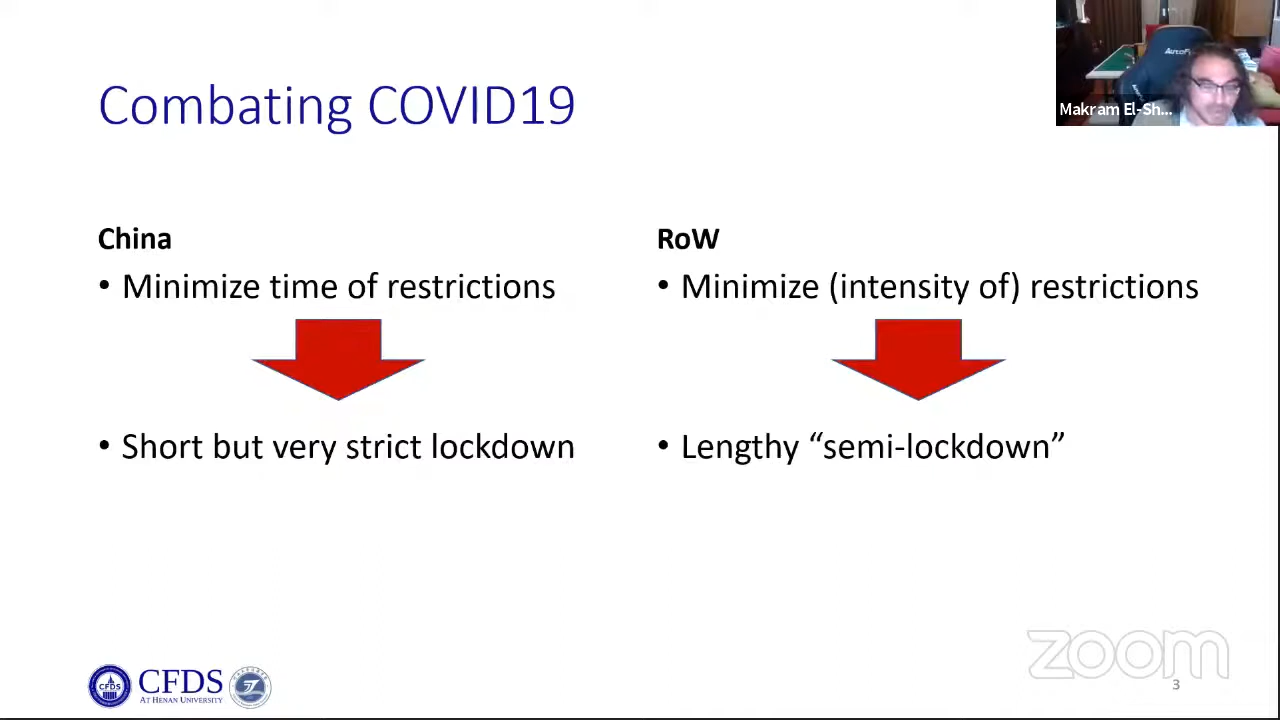 Combating COVID19
Makram El-Sh...
China
• Minimize time of restrictions
• Short but very strict lockdown
RoW
• Minimize (intensity of) restrictions
• Lengthy “semi-lockdown”
CFDS
CFDS
AT HENAN UNIVERSITY
zoom
3